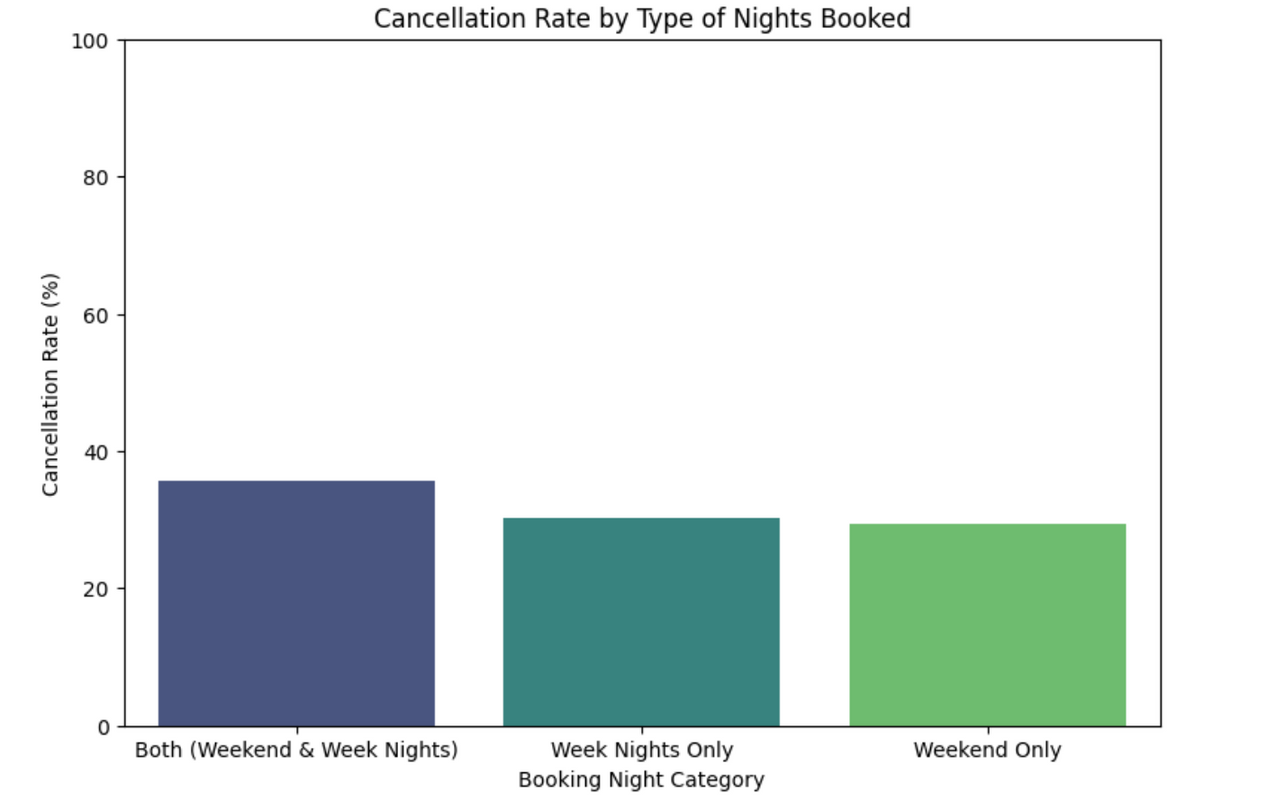 Cancellation Rate by Type of Nights Booked
100
80
60
40
20
0
Cancellation Rate (%)
Both (Weekend & Week Nights)
Week Nights Only
Weekend Only
Booking Night Category